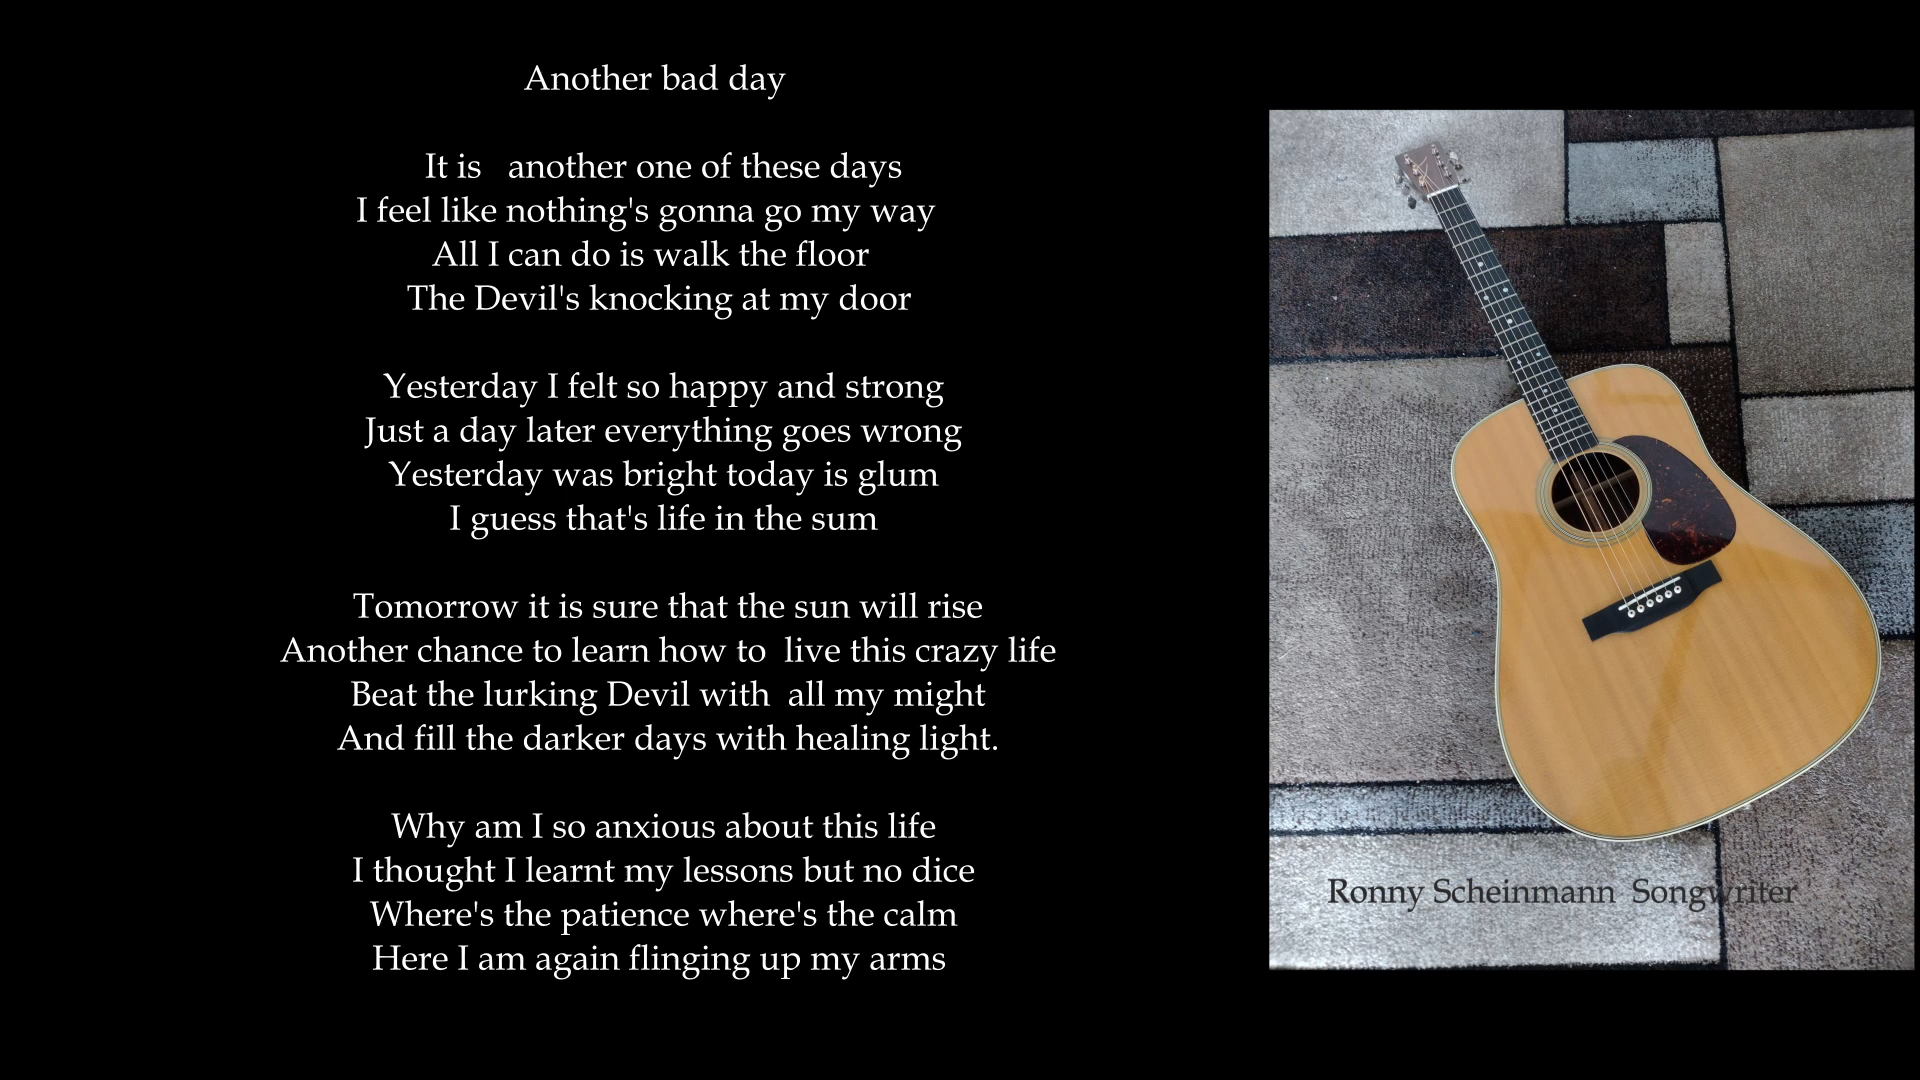 Another bad day
It is   another one of these days
I feel like nothing's gonna go my way
All I can do is walk the floor
The Devil's knocking at my door
Yesterday I felt so happy and strong
Just a day later everything goes wrong
Yesterday was bright today is glum
I guess that's life in the sum
Tomorrow it is sure that the sun will rise
Another chance to learn how to  live this crazy life
Beat the lurking Devil with  all my might
And fill the darker days with healing light.
Why am I so anxious about this life
I thought I learnt my lessons but no dice
Where's the patience where's the calm
Here I am again flinging up my arms
Ronny Scheinmann  Songwriter